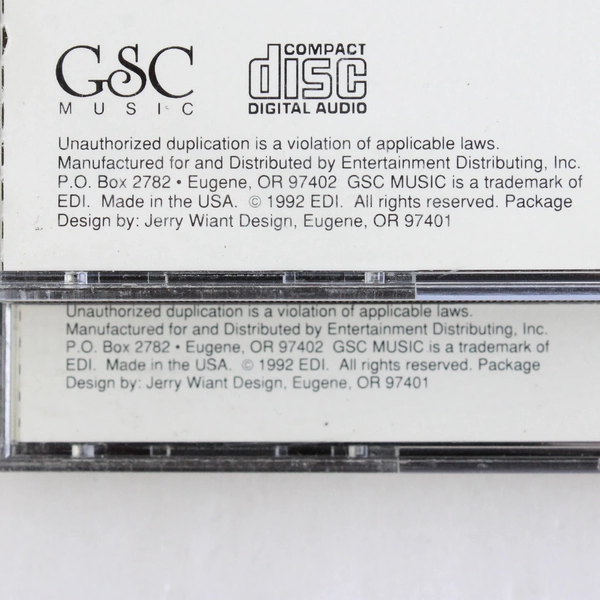 GSC
MUSIC
COMPACT
disc
DIGITAL AUDIO
Unauthorized duplication is a violation of applicable laws.
Manufactured for and Distributed by Entertainment Distributing, Inc.
P.O. Box 2782 • Eugene, OR 97402 GSC MUSIC is a trademark of
EDI. Made in the USA. © 1992 EDI. All rights reserved. Package
Design by: Jerry Wiant Design, Eugene, OR 97401
Unauthorized duplication is a violation of applicable laws.
Manufactured for and Distributed by Entertainment Distributing, Inc.
P.O. Box 2782 • Eugene, OR 97402 GSC MUSIC is a trademark of
EDI. Made in the USA. © 1992 EDI. All rights reserved. Package
Design by: Jerry Wiant Design, Eugene, OR 97401